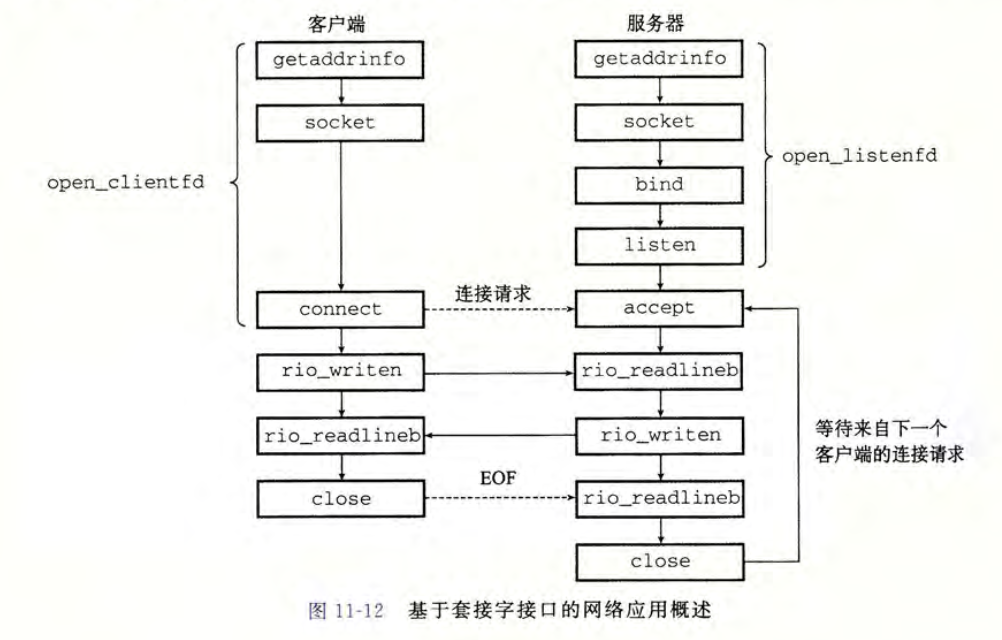 客户端
服务器
getaddrinfo
getaddrinfo
socket
socket
open_clientfd
open_listenfd
bind
listen
连接请求
connect
accept
rio_writen
rio_readlineb
rio_readlineb
rio_writen
等待来自下一个
客户端的连接请求
EOF
close
rio_readlineb
close
图 11-12 基于套接字接口的网络应用概述